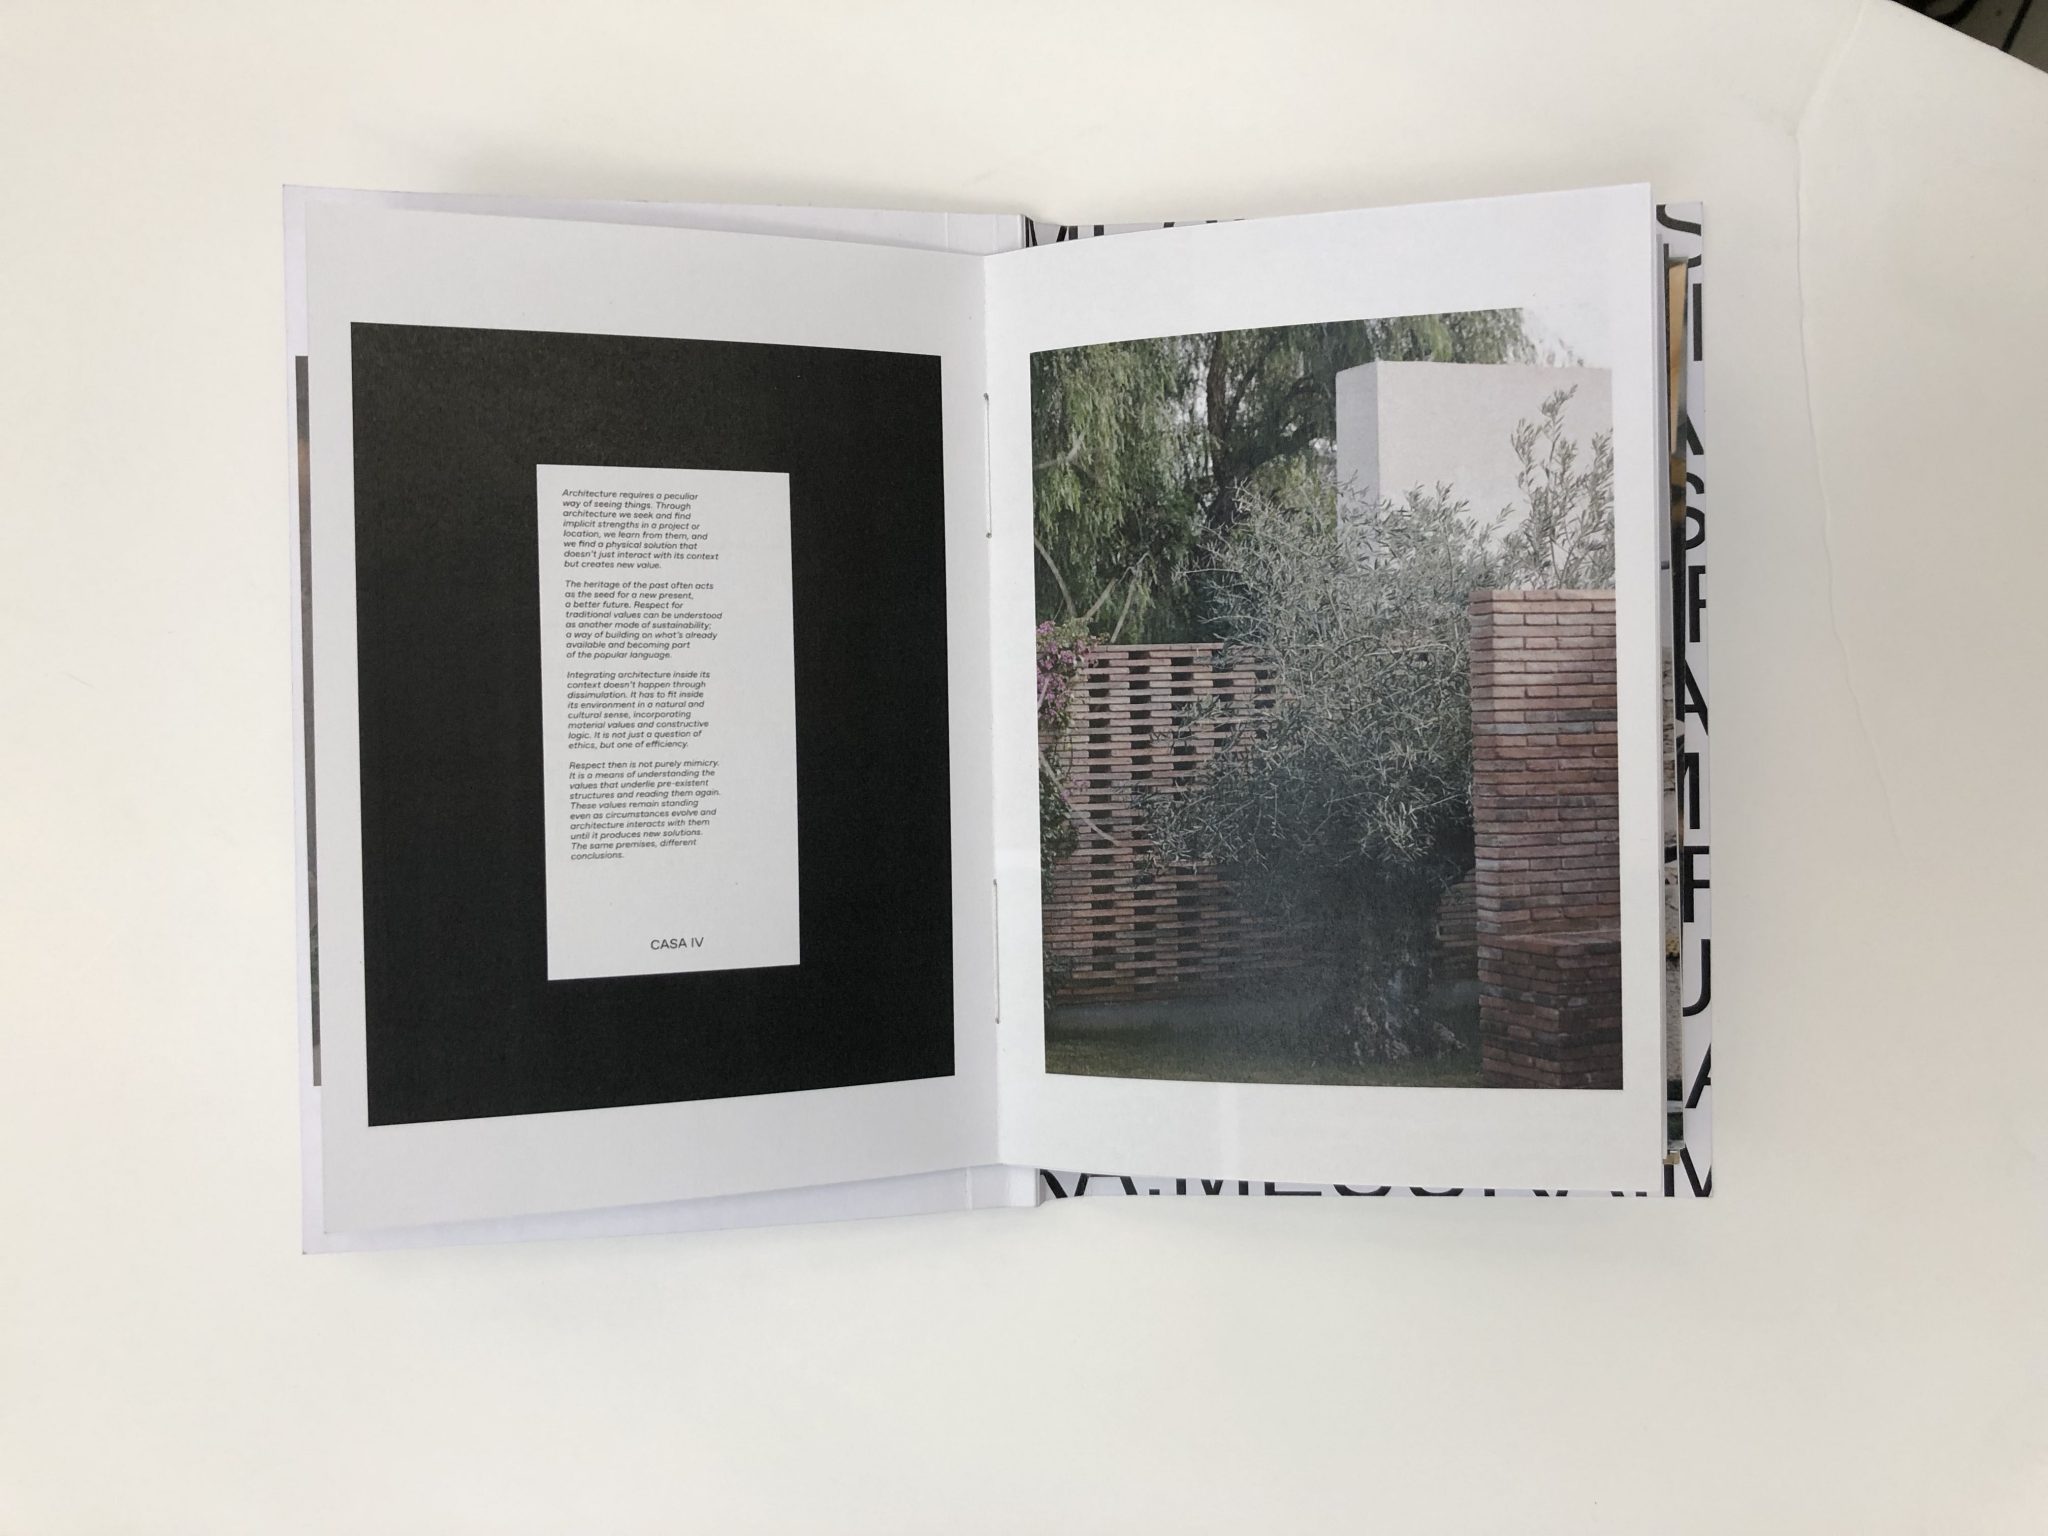 Architecture requires a peculiar
way of seeing things. Through
architecture we seek and find
implicit strengths in a project or
location, we learn from them, and
we find a physical solution that
doesn't just interact with its context
but creates new value.
The heritage of the past often acts
as the seed for a new present,
a better future. Respect for
traditional values can be understood
as another mode of sustainability;
a way of building on what's already
available and becoming part
of the popular language.
Integrating architecture inside its
context doesn't happen through
dissimulation. It has to fit inside
its environment in a natural and
cultural sense, incorporating
material values and constructive
logic. It is not just a question of
ethics, but one of efficiency.
Respect then is not purely mimicry.
It is a means of understanding the
values that underlie pre-existent
structures and reading them again.
These values remain standing
even as circumstances evolve and
architecture interacts with them
until it produces new solutions.
The same premises, different
conclusions.
CASA IV